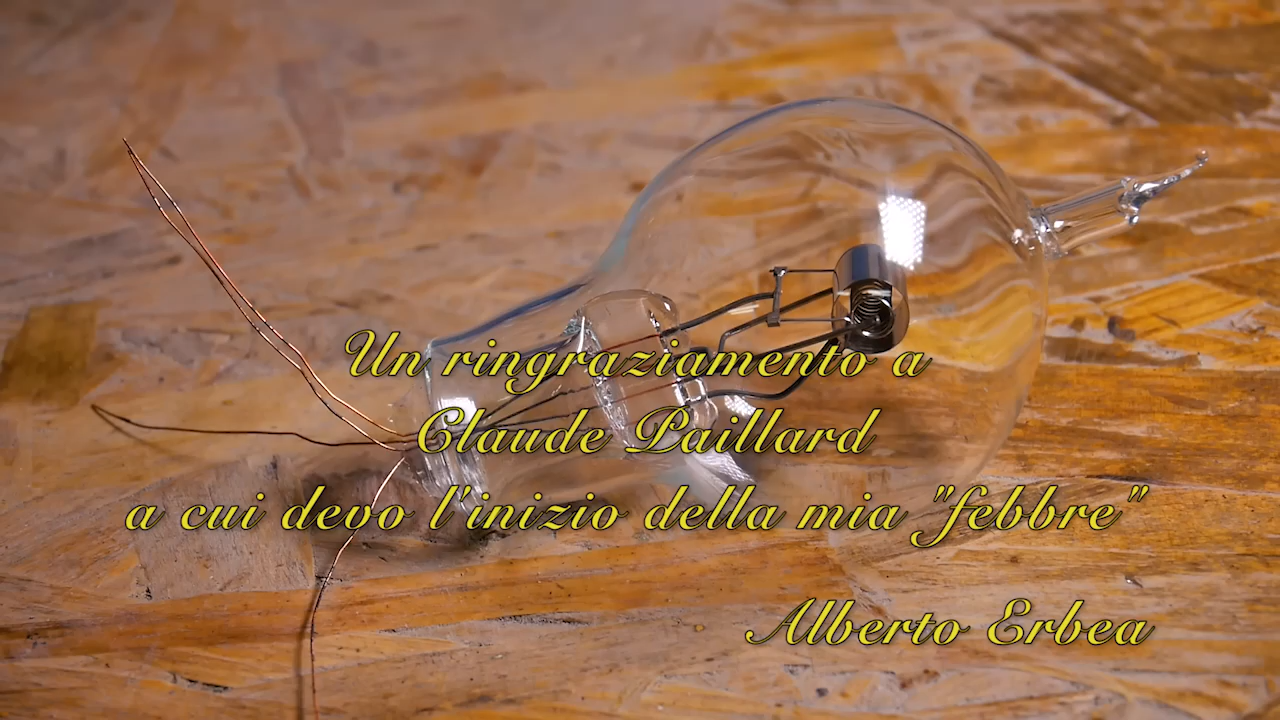 Un ringraziamento a
Claude Paillard
a cui devo l'inizio della mia "febbre"
Alberto Erbea